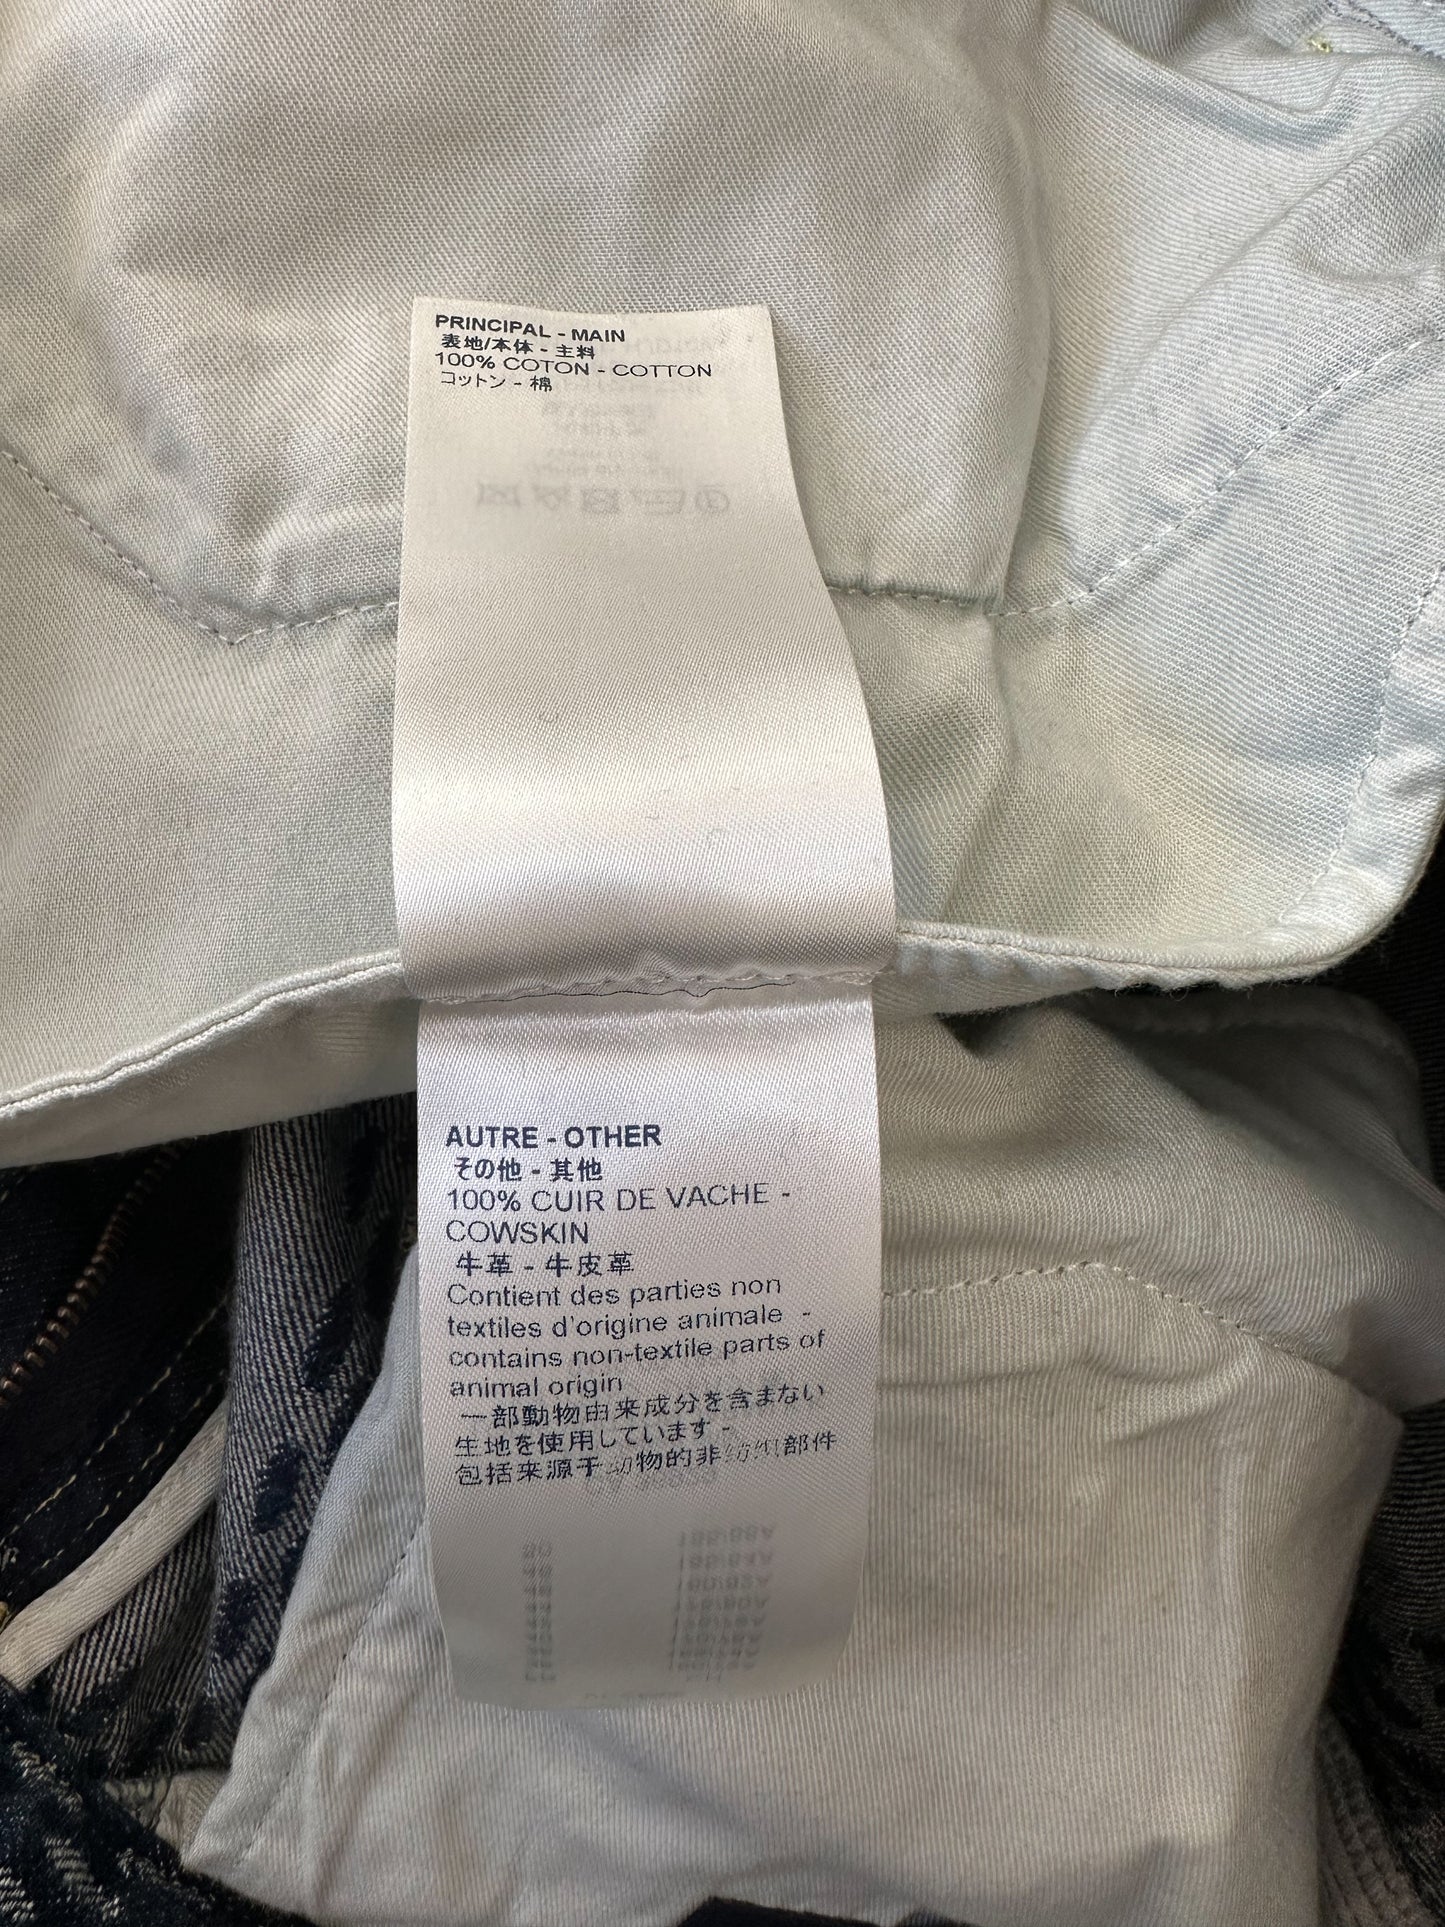 PRINCIPAL - MAIN
表地/本体 - 主料
100% COTON - COTTON
コットン - 棉
AUTRE - OTHER
その他 - 其他
100% CUIR DE VACHE -
COWSKIN
牛革 - 牛皮革
Contient des parties non
textiles d'origine animale -
contains non-textile parts of
animal origin
一部動物由来成分を含まない
生地を使用しています -
包括来源于动物的非纺织部件